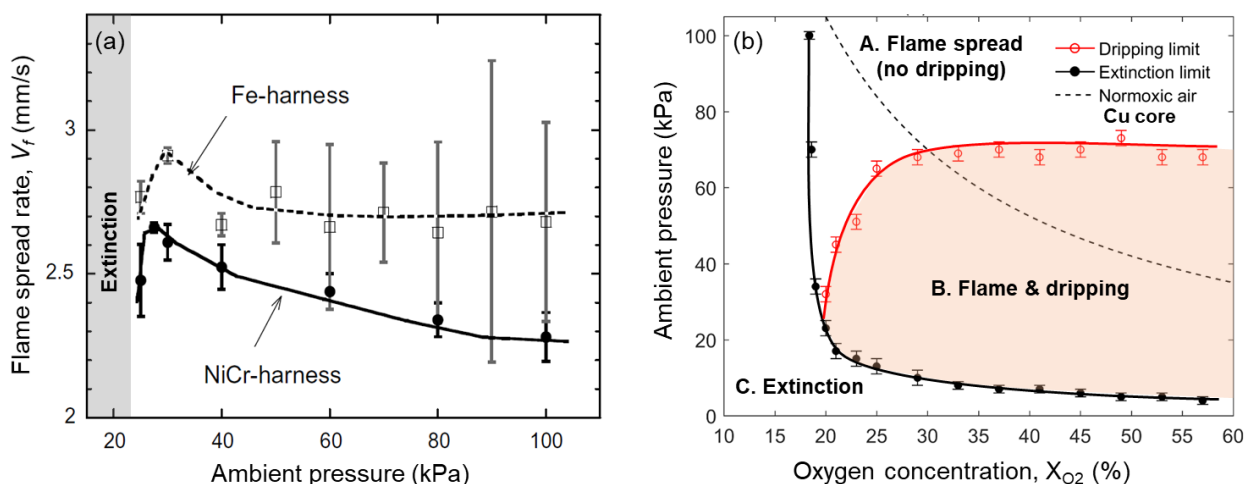 (a)
Fe-harness
NiCr-harness
Extinction
Flame spread rate, V_f (mm/s)
3
2.5
2
20 40 60 80 100
Ambient pressure (kPa)
(b)
A. Flame spread
(no dripping)
Dripping limit
Extinction limit
Normoxic air
Cu core
B. Flame & dripping
C. Extinction
Ambient pressure (kPa)
100
80
60
40
20
0
10 15 20 25 30 35 40 45 50 55 60
Oxygen concentration, X_O2 (%)